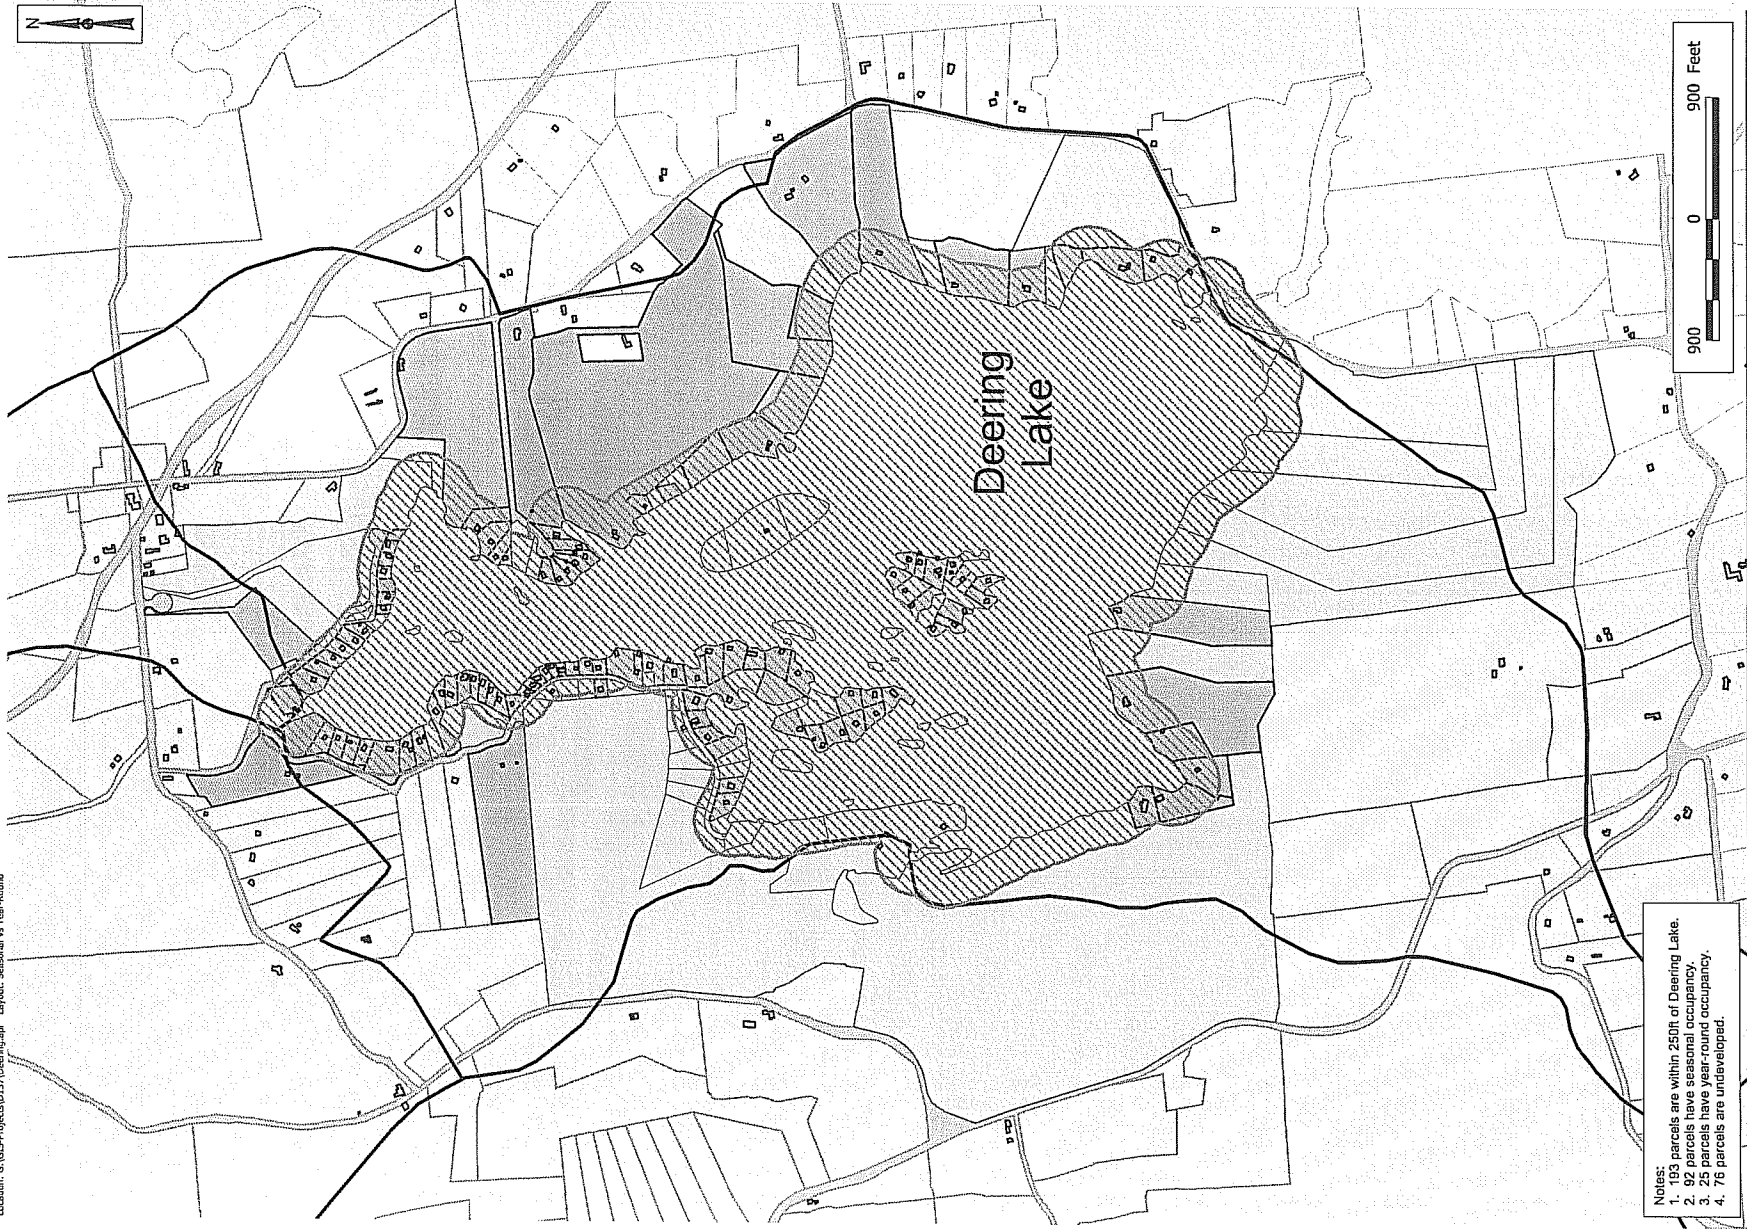 N
Deering
Lake
900 0 900 Feet
Notes:
1. 193 parcels are within 250ft of Deering Lake.
2. 92 parcels have seasonal occupancy.
3. 25 parcels have year-round occupancy.
4. 76 parcels are undeveloped.